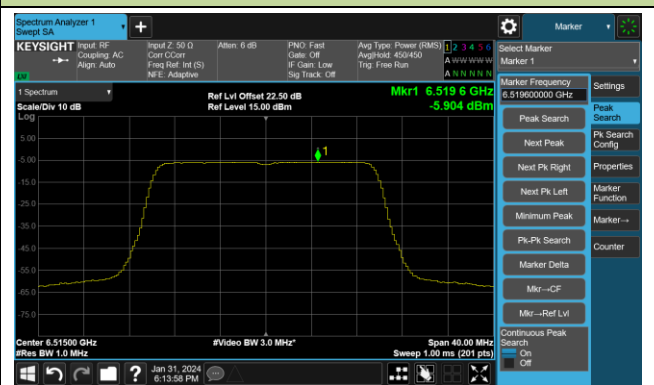 Spectrum Analyzer 1
Swept SA
Marker
KEYSIGHT
Input: RF
Coupling: AC
Align: Auto
Input Z: 50 Ω
Corr CCorr
Freq Ref: Int (S)
NFE: Adaptive
Atten: 6 dB
PNO: Fast
Gate: Off
IF Gain: Low
Sig Track: Off
Avg Type: Power (RMS)
Avg|Hold: 450/450
Trig: Free Run
1 2 3 4 5 6
A W W W W W
A N N N N N
Select Marker
Marker 1
1 Spectrum
Scale/Div 10 dB
Log
Ref Lvl Offset 22.50 dB
Ref Level 15.00 dBm
Mkr1 6.519 6 GHz
-5.904 dBm
1
5.00
-5.00
-15.0
-25.0
-35.0
-45.0
-55.0
-65.0
-75.0
Center 6.51500 GHz
#Res BW 1.0 MHz
#Video BW 3.0 MHz*
Span 40.00 MHz
Sweep 1.00 ms (201 pts)
Marker Frequency
6.519600000 GHz
Peak Search
Next Peak
Next Pk Right
Next Pk Left
Minimum Peak
Pk-Pk Search
Marker Delta
Mkr→CF
Mkr→Ref Lvl
Continuous Peak
Search
On
Off
Settings
Peak
Search
Pk Search
Config
Properties
Marker
Function
Marker→
Counter
Jan 31, 2024
6:13:58 PM